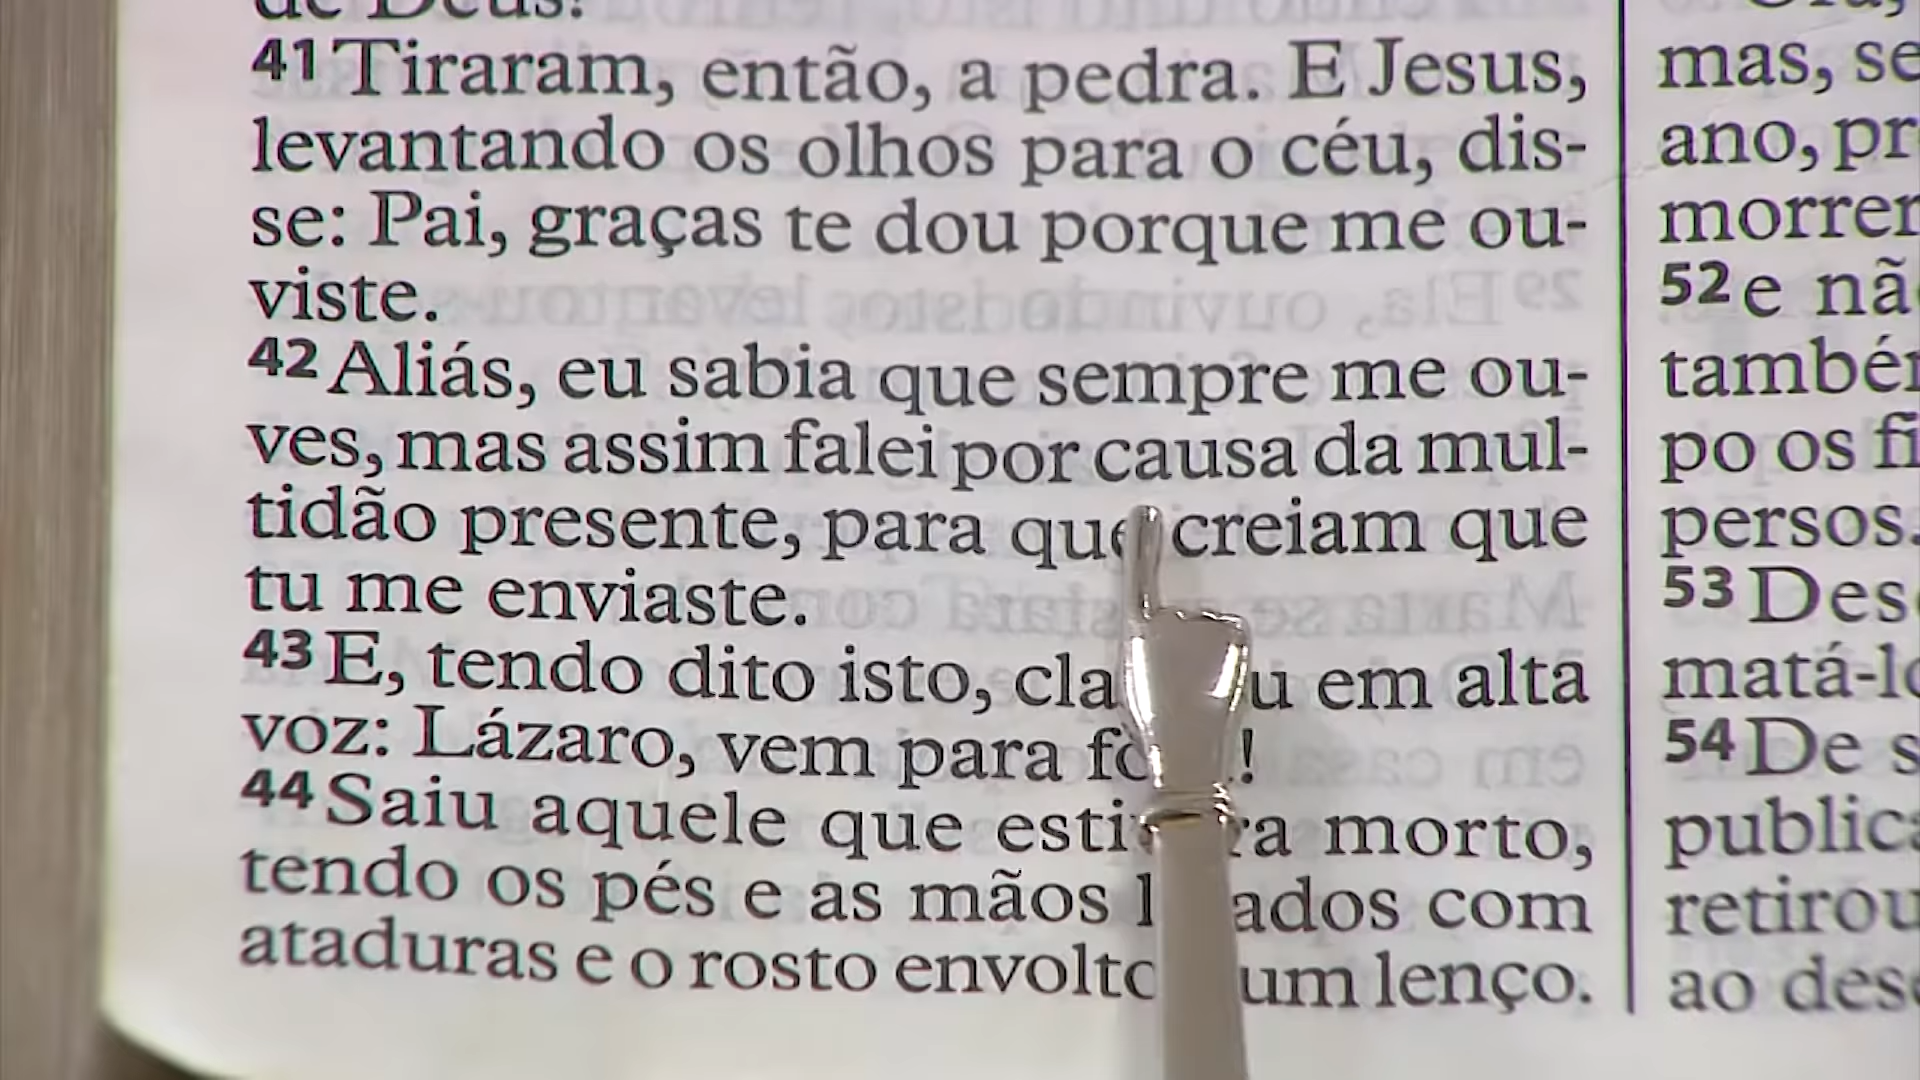 de Deus!
41 Tiraram, então, a pedra. E Jesus,
levantando os olhos para o céu, dis-
se: Pai, graças te dou porque me ou-
viste.
42 Aliás, eu sabia que sempre me ou-
ves, mas assim falei por causa da mul-
tidão presente, para que creiam que
tu me enviaste.
43 E, tendo dito isto, em alta
voz: Lázaro, vem para !
44 Saiu aquele que morto,
tendo os pés e as mãos com
ataduras e o rosto um lenço.
mas, se
ano, pr
morrer
52 e nã
també
po os fi
persos.
53 Des
matá-lo
54 De s
public
retirou
ao des